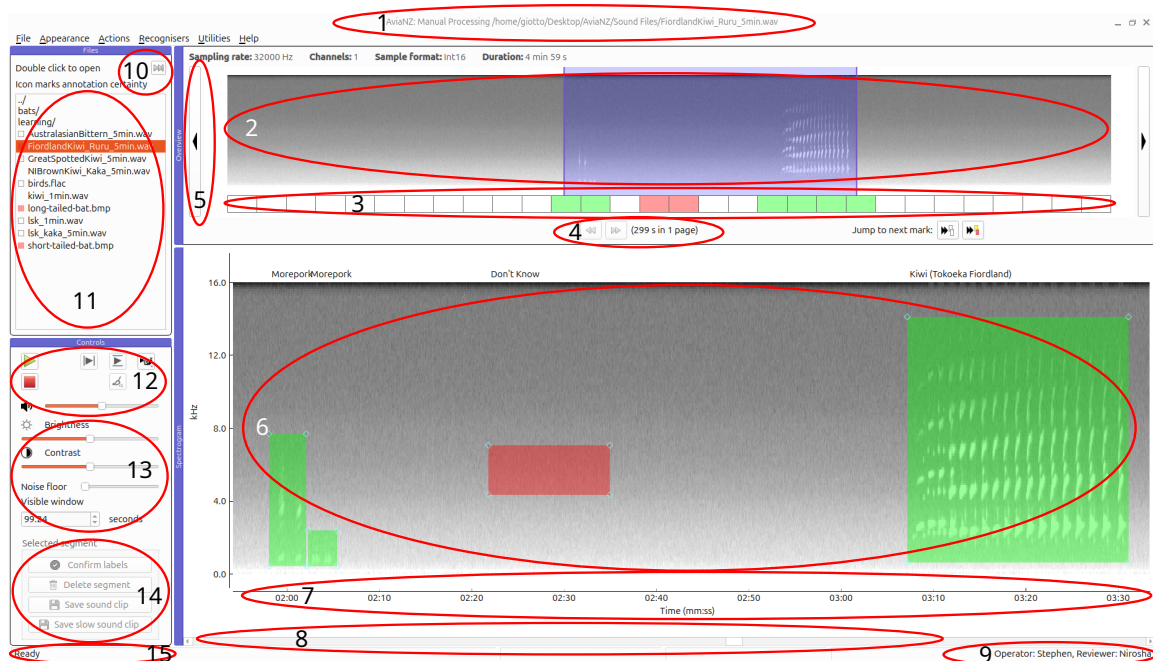 1 AviaNZ: Manual Processing /home/giotto/Desktop/AviaNZ/Sound Files/FiordlandKiwi_Ruru_5min.wav
File Appearance Actions Recognisers Utilities Help
Files
Double click to open
10
Icon marks annotation certainty
../
bats/
learning/
AustralasianBittern_5min.wav
FiordlandKiwi_Ruru_5min.wav
GreatSpottedKiwi_5min.wav
NIBrownKiwi_Kaka_5min.wav
birds.flac
kiwi_1min.wav
long-tailed-bat.bmp
lsk_1min.wav
lsk_kaka_5min.wav
short-tailed-bat.bmp
11
Sampling rate: 32000 Hz Channels: 1 Sample format: Int16 Duration: 4 min 59 s
Overview
2
5
3
4
(299 s in 1 page)
Jump to next mark:
Controls
12
Brightness
Contrast
13
Noise floor
Visible window
99.24 seconds
Selected segment
Confirm labels
Delete segment
14
Save sound clip
Save slow sound clip
Spectrogram
Morepork Morepork Don't Know Kiwi (Tokoeka Fiordland)
16.0
12.0
kHz
8.0
6
4.0
0.0
02:00 7 02:10 02:20 02:30 02:40 02:50 03:00 03:10 03:20 03:30
Time (mm:ss)
8
Ready 15
9 Operator: Stephen, Reviewer: Nirosha